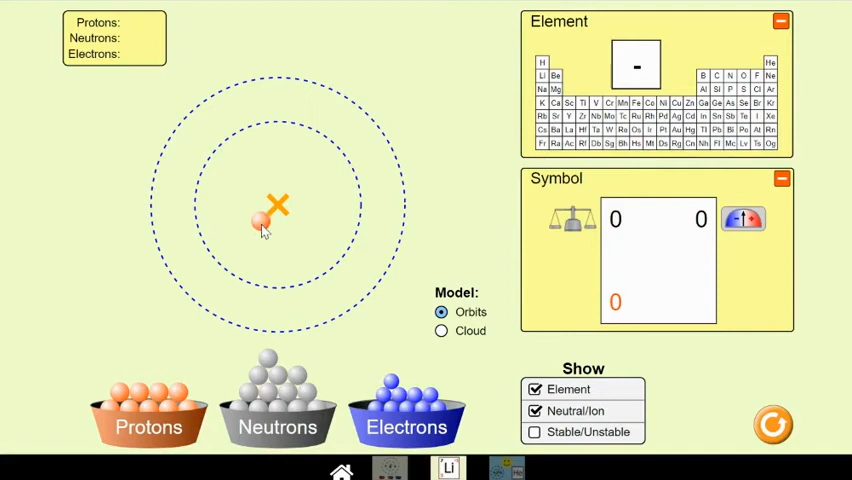 Protons:
Neutrons:
Electrons:
Element
-
H He
Li Be B C N O F Ne
Na Mg Al Si P S Cl Ar
K Ca Sc Ti V Cr Mn Fe Co Ni Cu Zn Ga Ge As Se Br Kr
Rb Sr Y Zr Nb Mo Tc Ru Rh Pd Ag Cd In Sn Sb Te I Xe
Cs Ba La Hf Ta W Re Os Ir Pt Au Hg Tl Pb Bi Po At Rn
Fr Ra Ac Rf Db Sg Bh Hs Mt Ds Rg Cn Nh Fl Mc Lv Ts Og
Symbol
0 0
- +
0
Model:
Orbits
Cloud
Show
Element
Neutral/Ion
Stable/Unstable
Protons
Neutrons
Electrons
Li